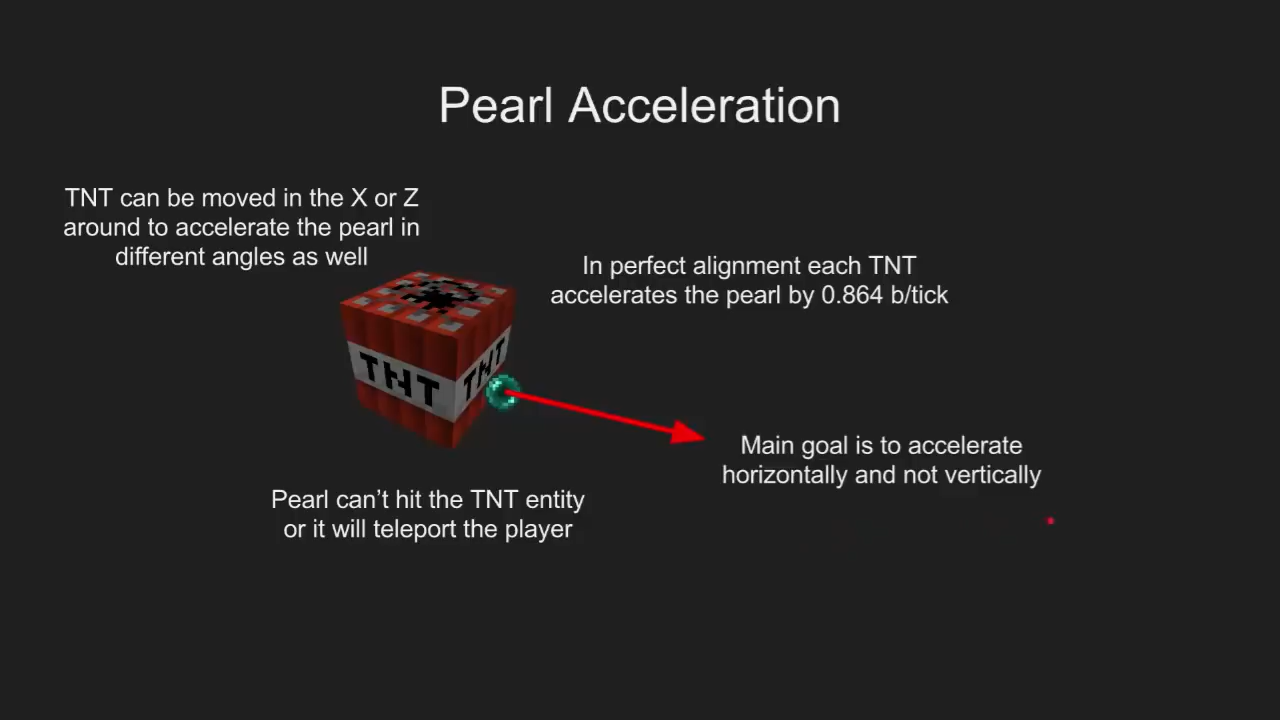 Pearl Acceleration
TNT can be moved in the X or Z
around to accelerate the pearl in
different angles as well
In perfect alignment each TNT
accelerates the pearl by 0.864 b/tick
TNT
TNT
Main goal is to accelerate
horizontally and not vertically
Pearl can’t hit the TNT entity
or it will teleport the player